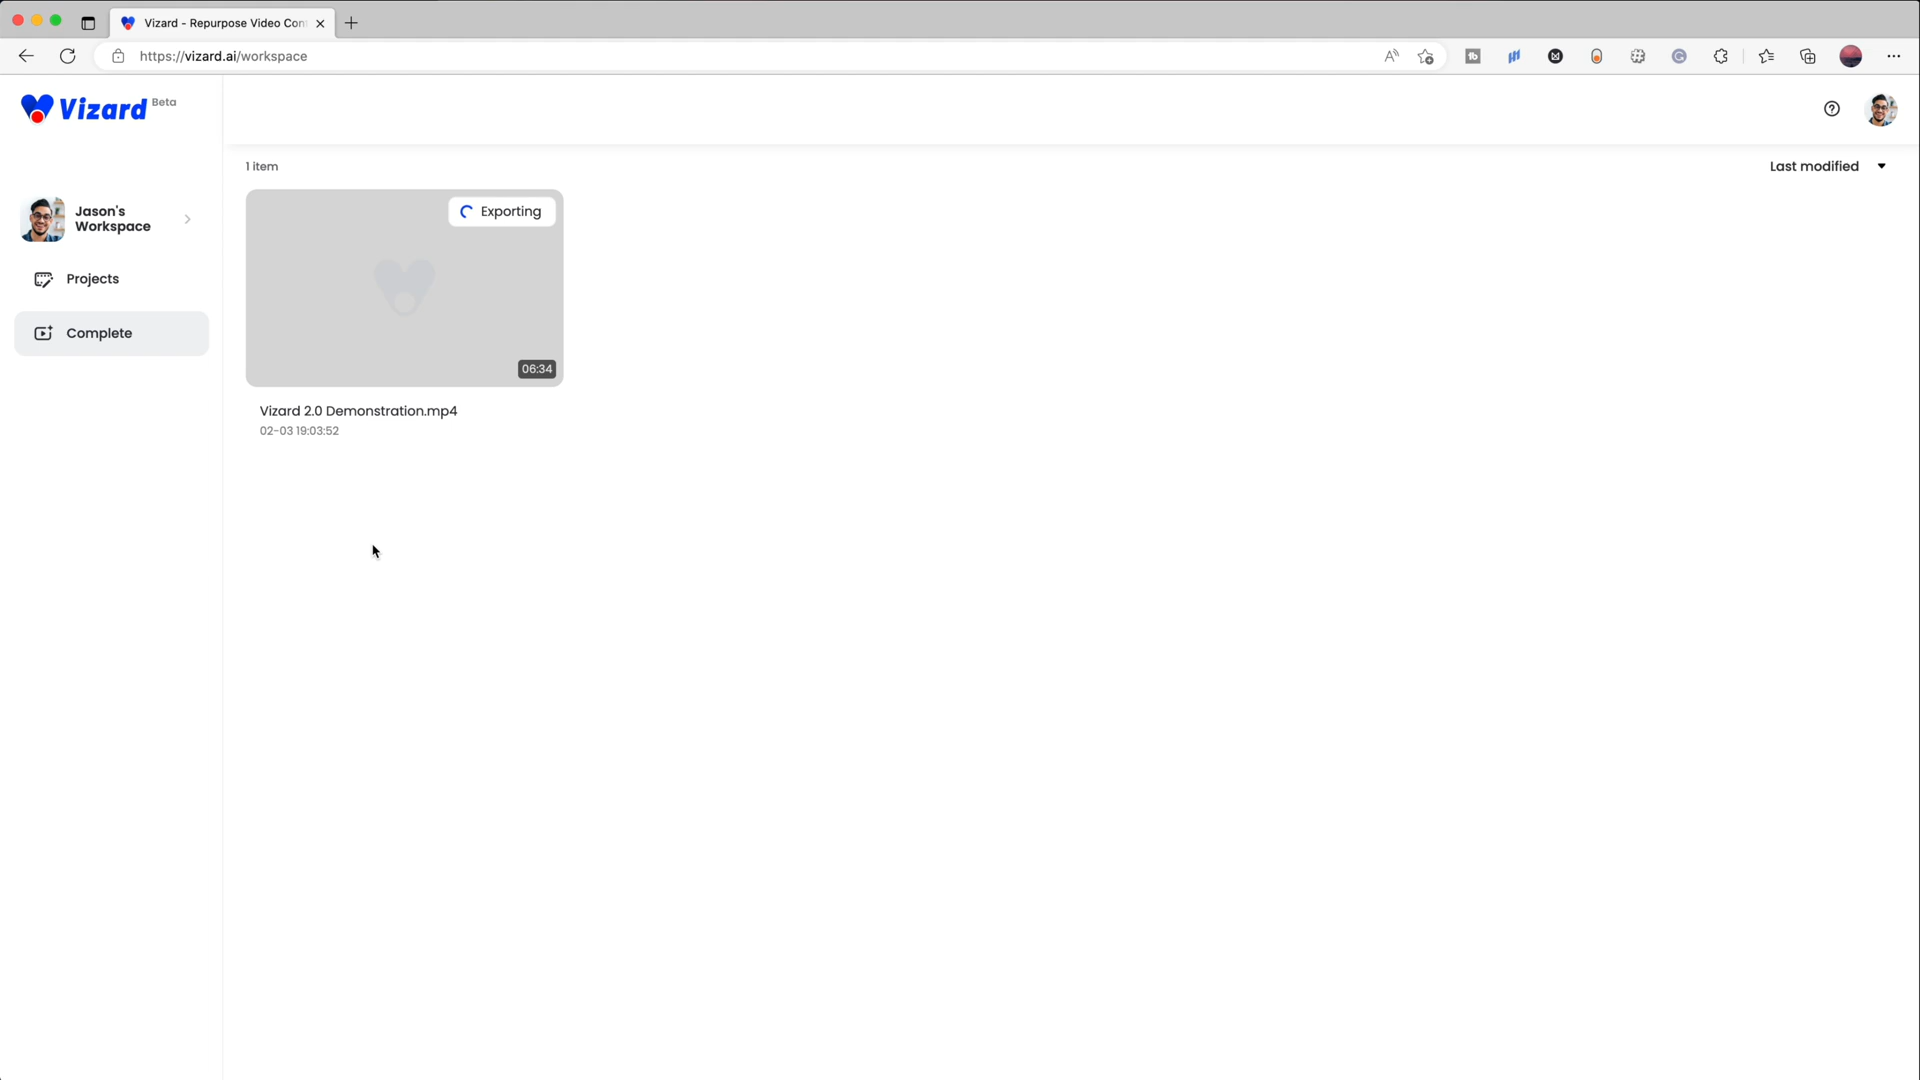 Vizard - Repurpose Video Con
https://vizard.ai/workspace
Vizard Beta
1 item
Last modified
Jason's
Workspace
Exporting
Projects
Complete
06:34
Vizard 2.0 Demonstration.mp4
02-03 19:03:52